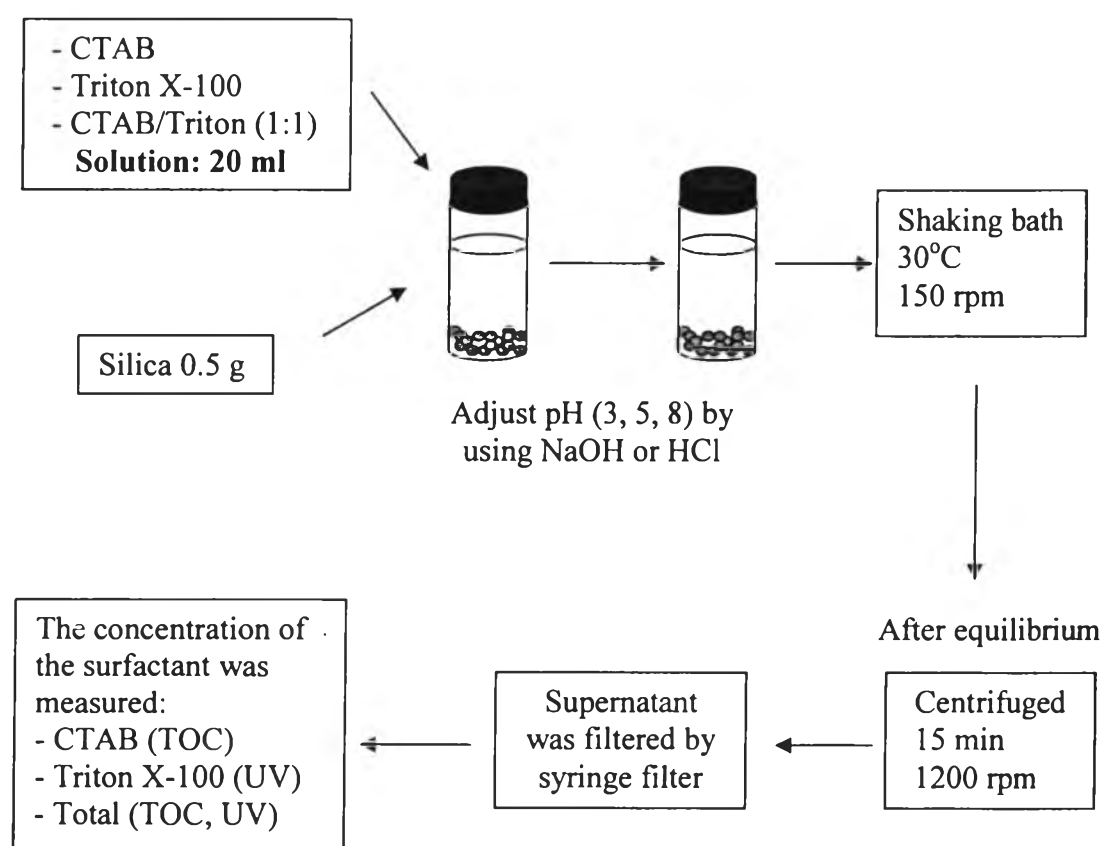 - CTAB
- Triton X-100
- CTAB/Triton (1:1)
Solution: 20 ml
Silica 0.5 g
Adjust pH (3, 5, 8) by
using NaOH or HCl
Shaking bath
30°C
150 rpm
After equilibrium
Centrifuged
15 min
1200 rpm
Supernatant
was filtered by
syringe filter
The concentration of
the surfactant was
measured:
- CTAB (TOC)
- Triton X-100 (UV)
- Total (TOC, UV)